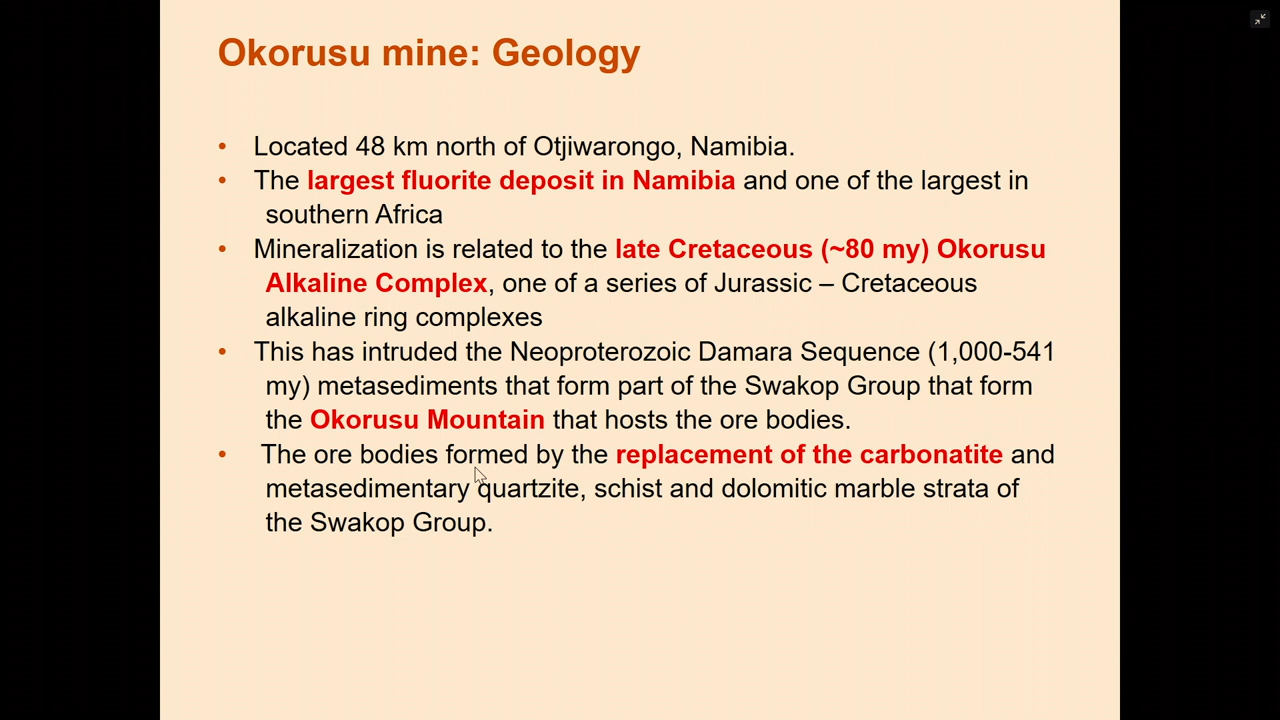 Okorusu mine: Geology
• Located 48 km north of Otjiwarongo, Namibia.
• The largest fluorite deposit in Namibia and one of the largest in
southern Africa
• Mineralization is related to the late Cretaceous (~80 my) Okorusu
Alkaline Complex, one of a series of Jurassic – Cretaceous
alkaline ring complexes
• This has intruded the Neoproterozoic Damara Sequence (1,000-541
my) metasediments that form part of the Swakop Group that form
the Okorusu Mountain that hosts the ore bodies.
• The ore bodies formed by the replacement of the carbonatite and
metasedimentary quartzite, schist and dolomitic marble strata of
the Swakop Group.